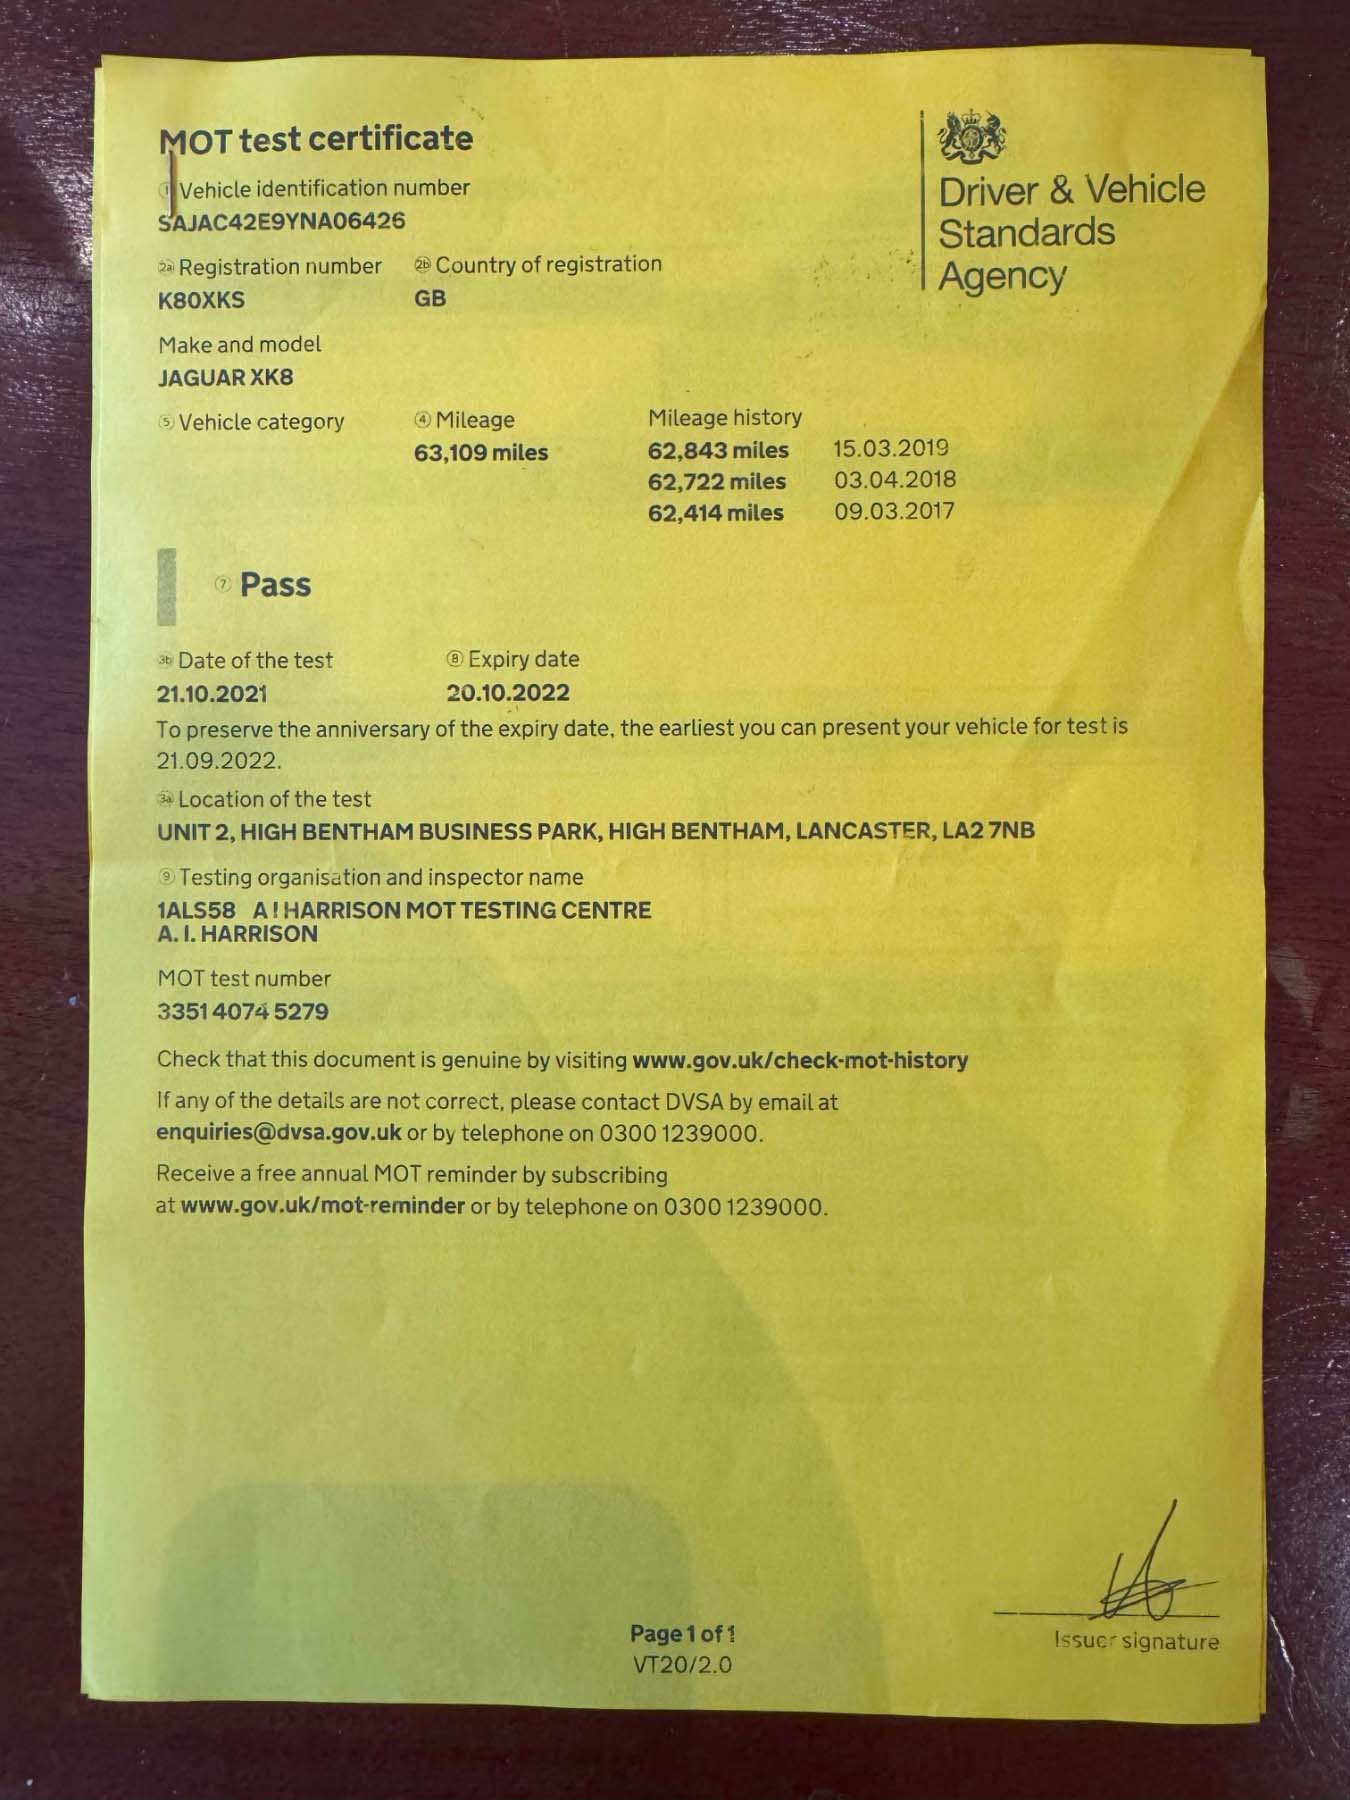 MOT test certificate
1 Vehicle identification number
SAJAC42E9YNA06426
2a Registration number 2b Country of registration
K80XKS GB
Make and model
JAGUAR XK8
5 Vehicle category 4 Mileage Mileage history
63,109 miles 62,843 miles 15.03.2019
62,722 miles 03.04.2018
62,414 miles 09.03.2017
7 Pass
3b Date of the test 8 Expiry date
21.10.2021 20.10.2022
To preserve the anniversary of the expiry date, the earliest you can present your vehicle for test is
21.09.2022.
3a Location of the test
UNIT 2, HIGH BENTHAM BUSINESS PARK, HIGH BENTHAM, LANCASTER, LA2 7NB
9 Testing organisation and inspector name
1ALS58 A I HARRISON MOT TESTING CENTRE
A. I. HARRISON
MOT test number
3351 4074 5279
Check that this document is genuine by visiting www.gov.uk/check-mot-history
If any of the details are not correct, please contact DVSA by email at
enquiries@dvsa.gov.uk or by telephone on 0300 1239000.
Receive a free annual MOT reminder by subscribing
at www.gov.uk/mot-reminder or by telephone on 0300 1239000.
Driver & Vehicle
Standards
Agency
Issuer signature
Page 1 of 1
VT20/2.0